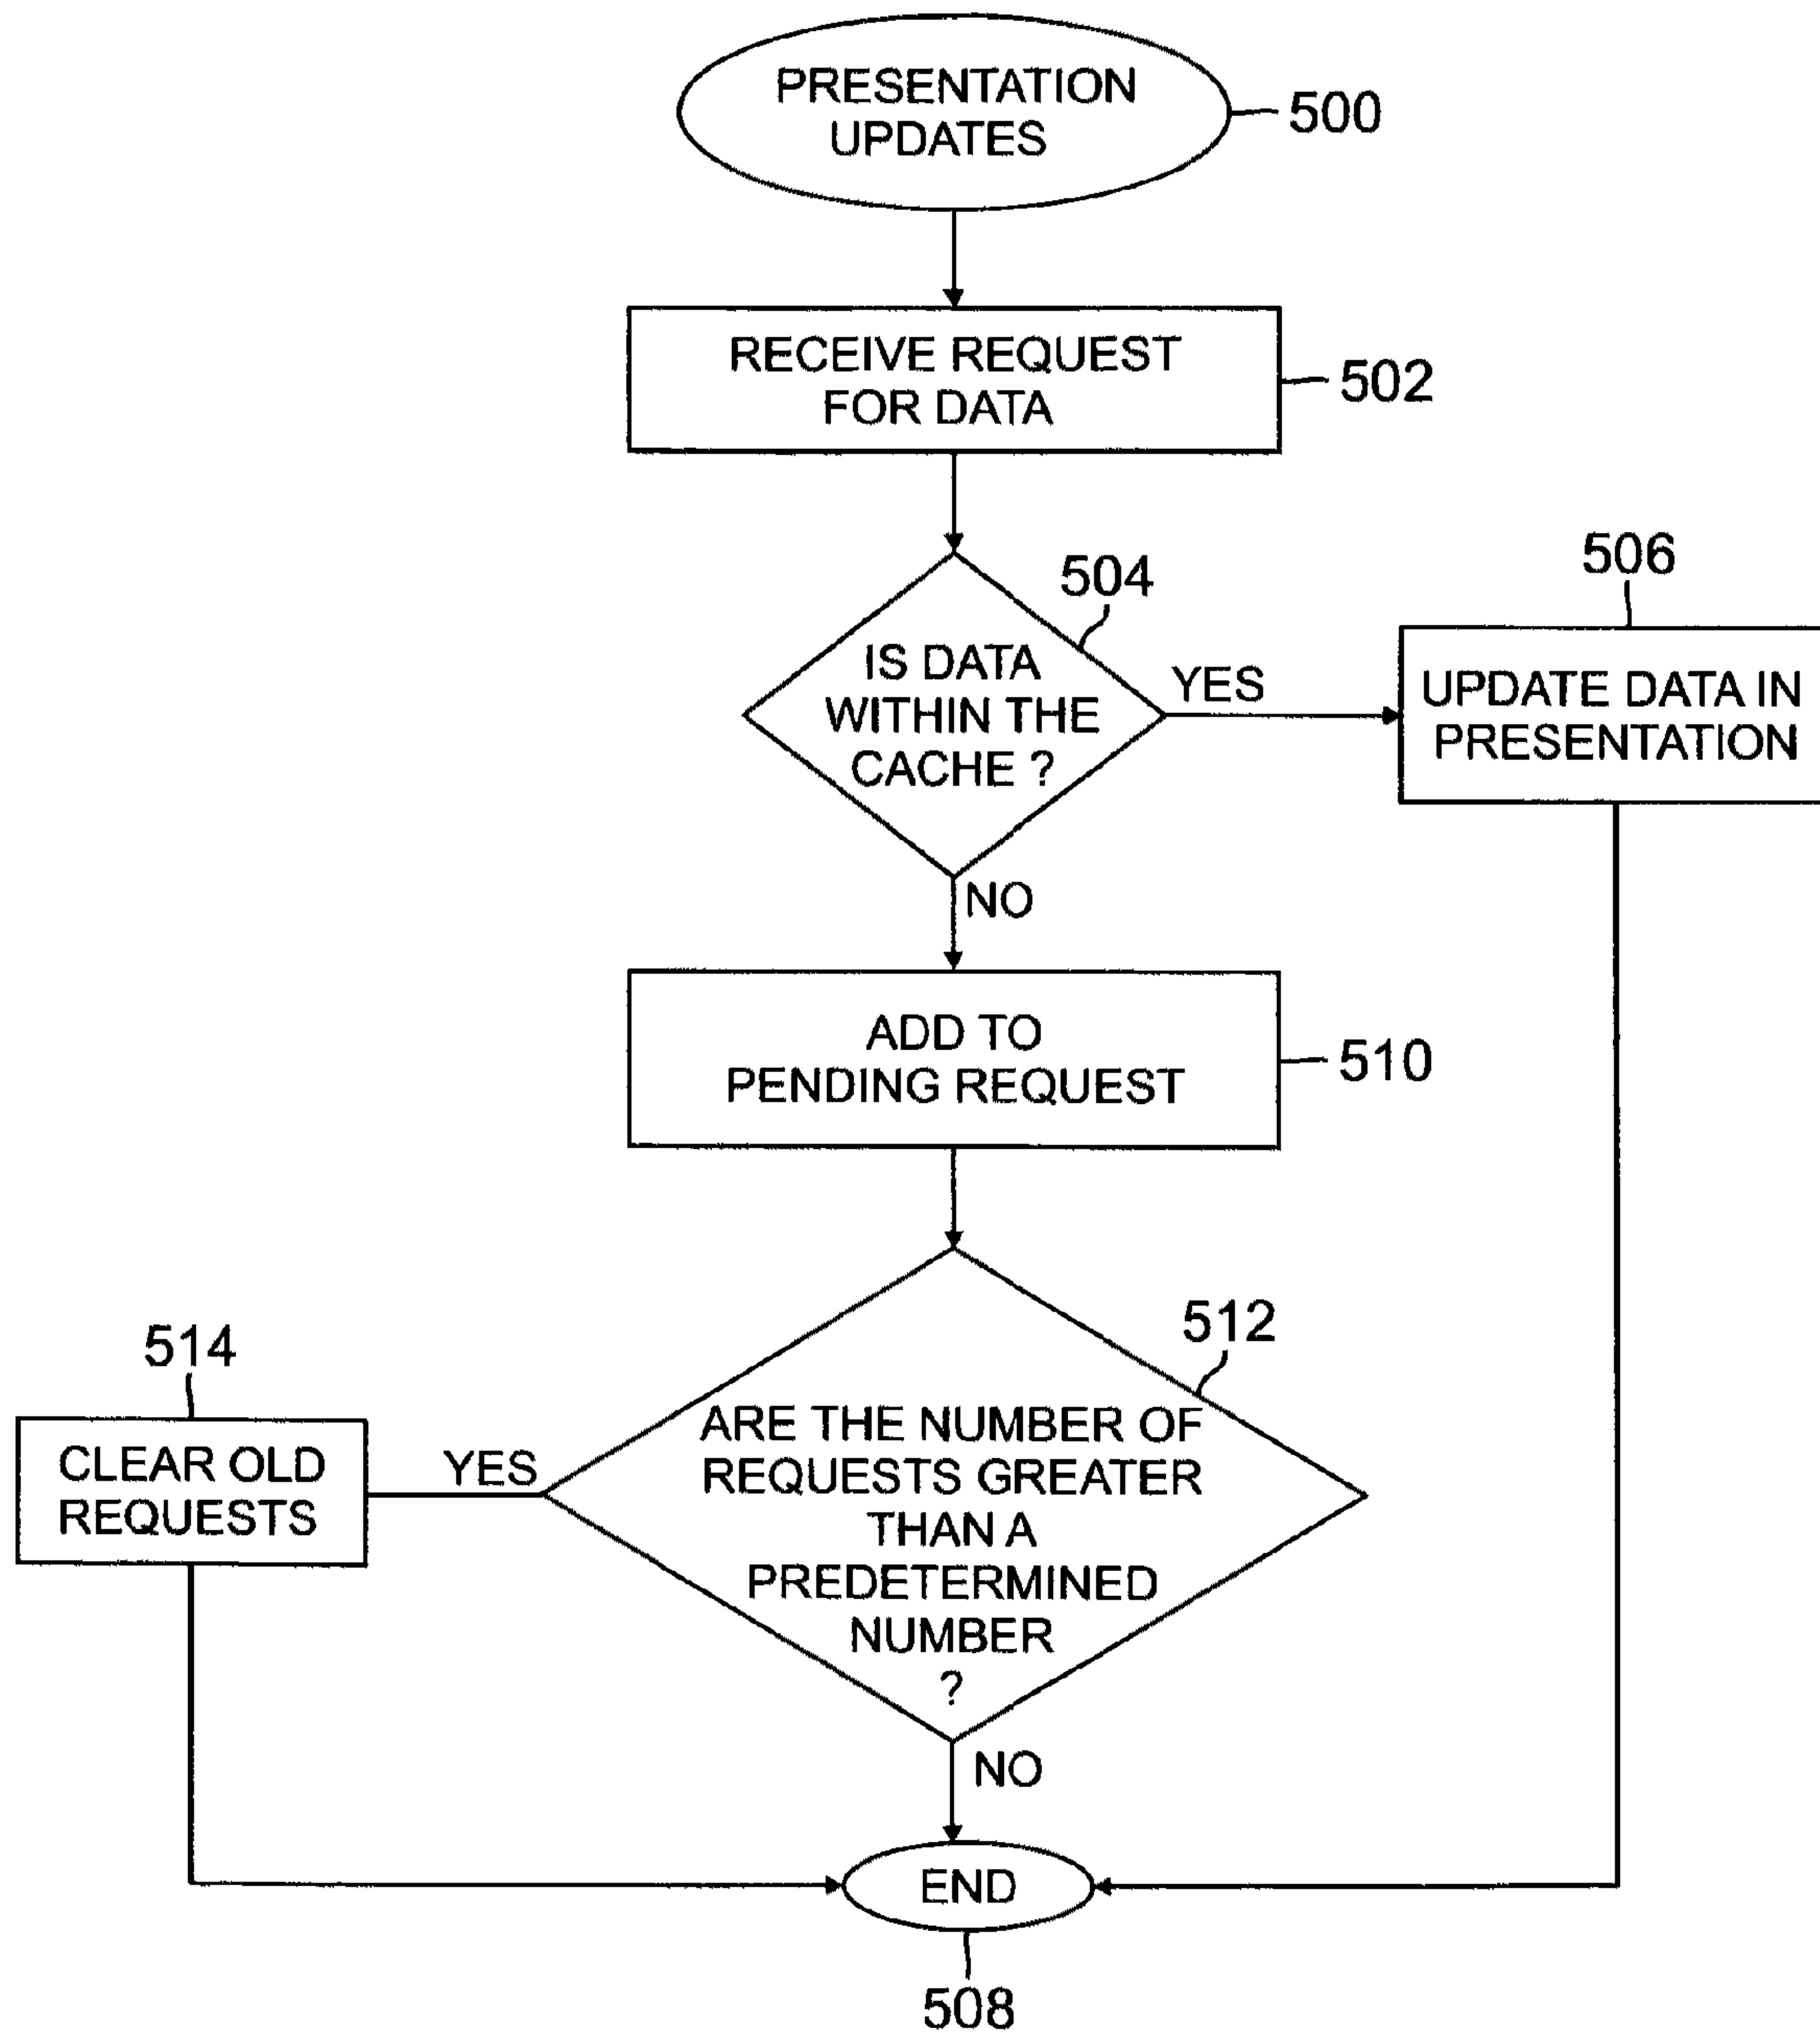 PRESENTATION
UPDATES
500
RECEIVE REQUEST
FOR DATA
502
504
IS DATA
WITHIN THE
CACHE ?
YES
506
UPDATE DATA IN
PRESENTATION
NO
ADD TO
PENDING REQUEST
510
512
ARE THE NUMBER OF
REQUESTS GREATER
THAN A
PREDETERMINED
NUMBER
?
YES
514
CLEAR OLD
REQUESTS
NO
END
508